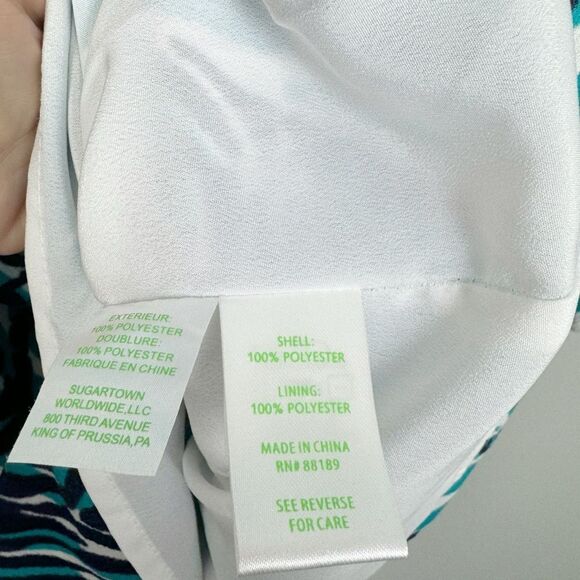 EXTERIEUR:
100% POLYESTER
DOUBLURE:
100% POLYESTER
FABRIQUE EN CHINE
SUGARTOWN
WORLDWIDE,LLC
800 THIRD AVENUE
KING OF PRUSSIA,PA
SHELL:
100% POLYESTER
LINING:
100% POLYESTER
MADE IN CHINA
RN# 88189
SEE REVERSE
FOR CARE